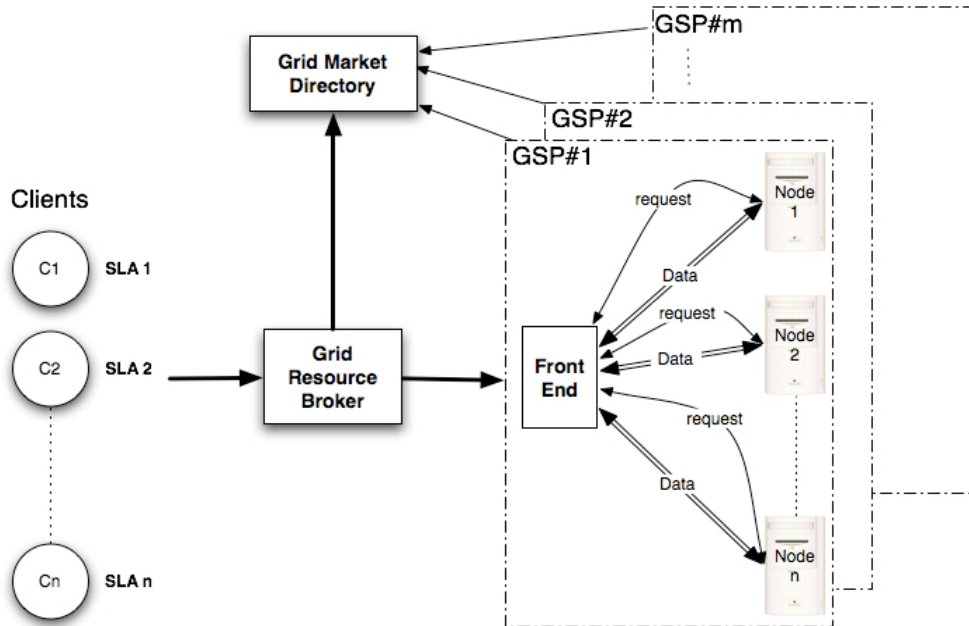 GSP#m
Grid Market
Directory
GSP#2
GSP#1
Clients
C1
SLA 1
C2
SLA 2
Cn
SLA n
Grid
Resource
Broker
Front
End
request
Data
request
Data
request
Data
Node
1
Node
2
Node
n